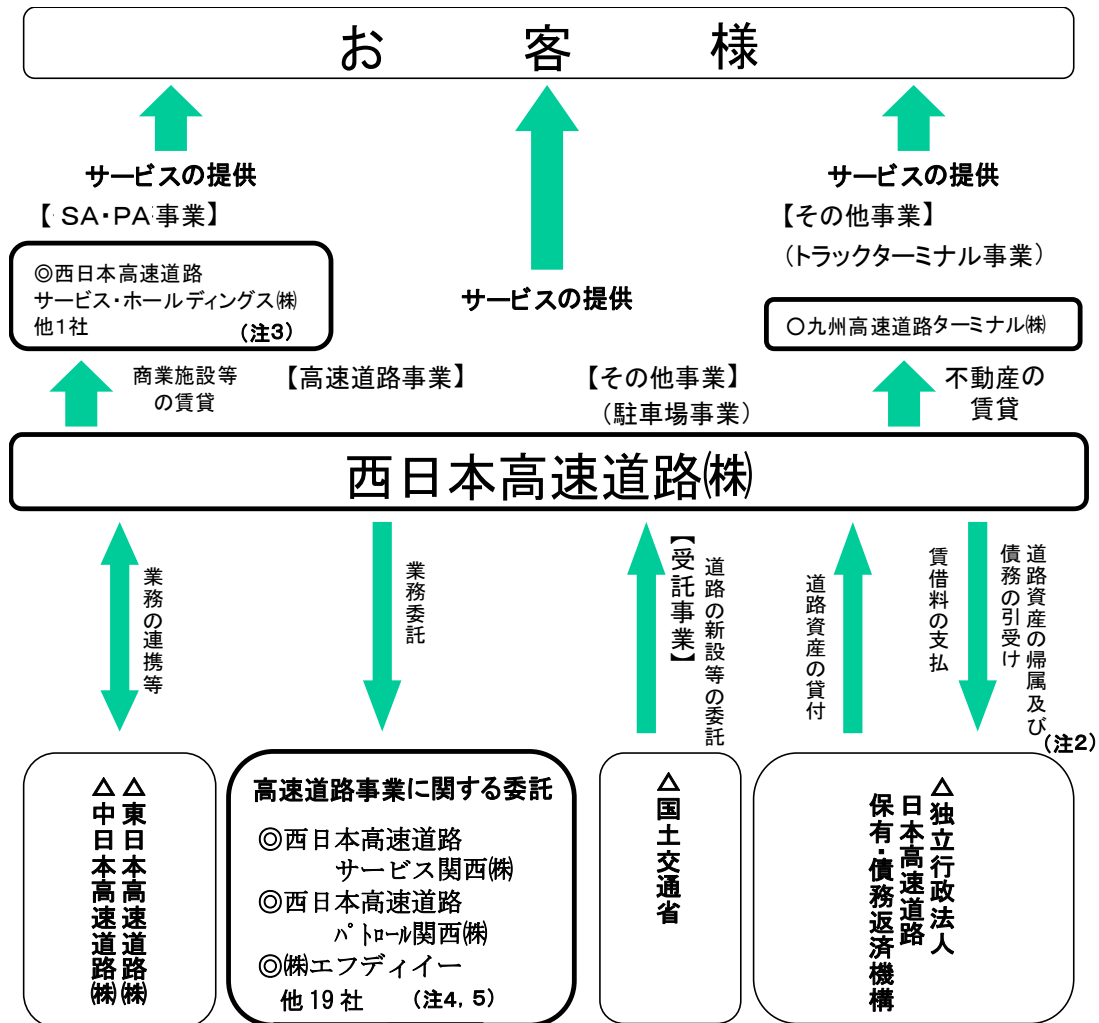 お客様
サービスの提供
【SA・PA事業】
◎西日本高速道路
サービス・ホールディングス㈱
他1社 (注3)
商業施設等
の賃貸
サービスの提供
【高速道路事業】
【その他事業】
(駐車場事業)
サービスの提供
【その他事業】
(トラックターミナル事業)
○九州高速道路ターミナル㈱
不動産の
賃貸
西日本高速道路㈱
業務の連携等
業務委託
【受託事業】
道路の新設等の委託
道路資産の貸付
賃借料の支払
道路資産の帰属及び
債務の引受け
(注2)
△東日本高速道路㈱
△中日本高速道路㈱
高速道路事業に関する委託
◎西日本高速道路
サービス関西㈱
◎西日本高速道路
パトロール関西㈱
◎㈱エフディイー
他19社 (注4,5)
△国土交通省
△独立行政法人
日本高速道路
保有・債務返済機構